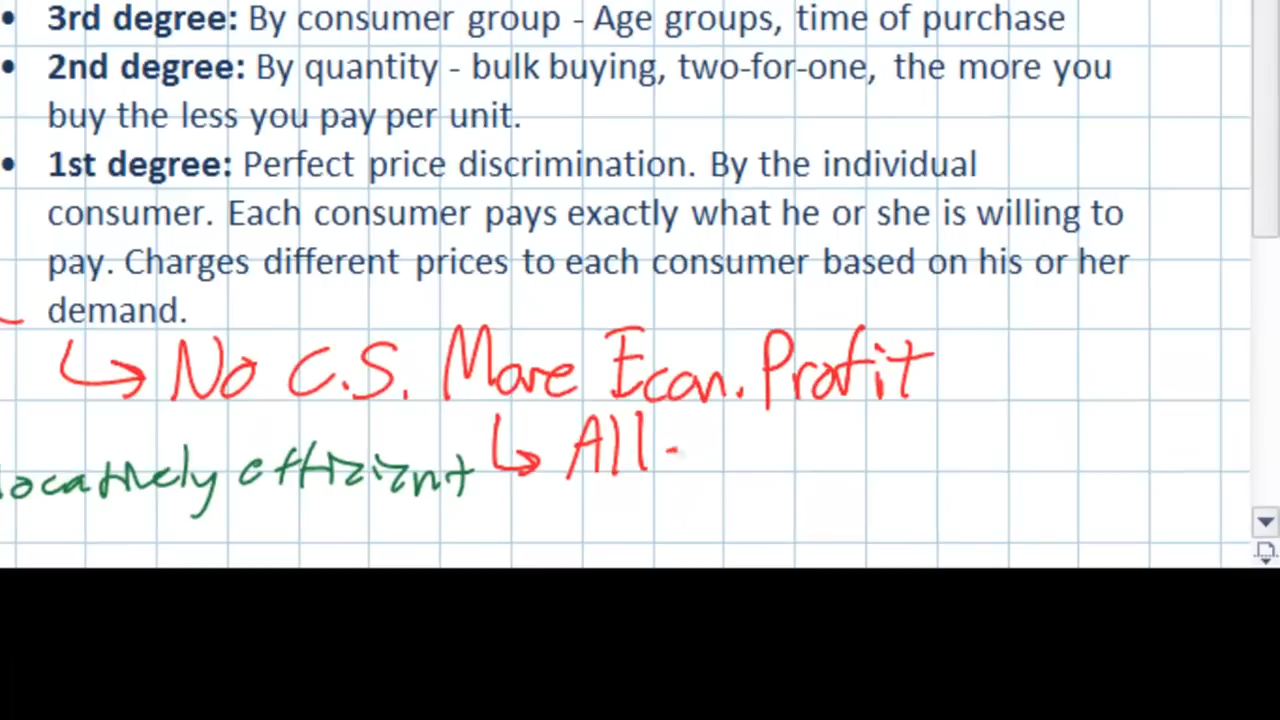 • 3rd degree: By consumer group - Age groups, time of purchase
• 2nd degree: By quantity - bulk buying, two-for-one, the more you
buy the less you pay per unit.
• 1st degree: Perfect price discrimination. By the individual
consumer. Each consumer pays exactly what he or she is willing to
pay. Charges different prices to each consumer based on his or her
demand.
↳ No C.S. More Econ. Profit
↳ All-
locatively efficient